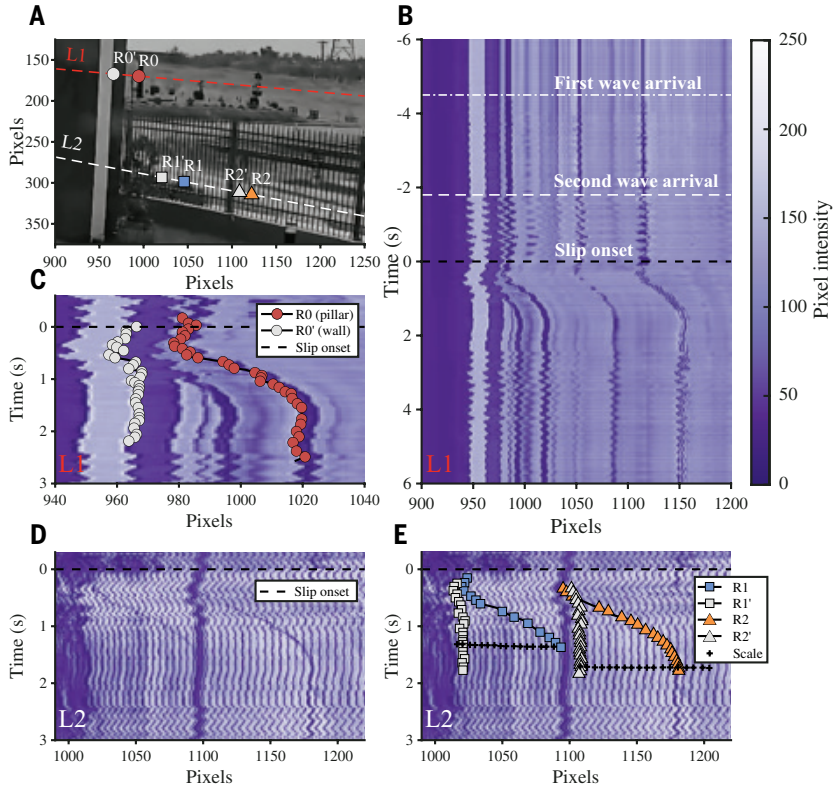 A
L1
R0' R0
L2
R1' R1
R2' R2
125
175
225
250
300
350
Pixels
900 950 1000 1050 1100 1150 1200 1250
Pixels
B
-6
-4
-2
0
2
4
6
Time (s)
First wave arrival
Second wave arrival
Slip onset
L1
900 950 1000 1050 1100 1150 1200
Pixels
250
200
150
100
50
0
Pixel intensity
C
0
1
2
3
Time (s)
R0 (pillar)
R0' (wall)
Slip onset
L1
940 960 980 1000 1020 1040
Pixels
D
0
1
2
3
Time (s)
Slip onset
L2
1000 1050 1100 1150 1200
Pixels
E
0
1
2
3
Time (s)
R1
R1'
R2
R2'
Scale
L2
1000 1050 1100 1150 1200
Pixels